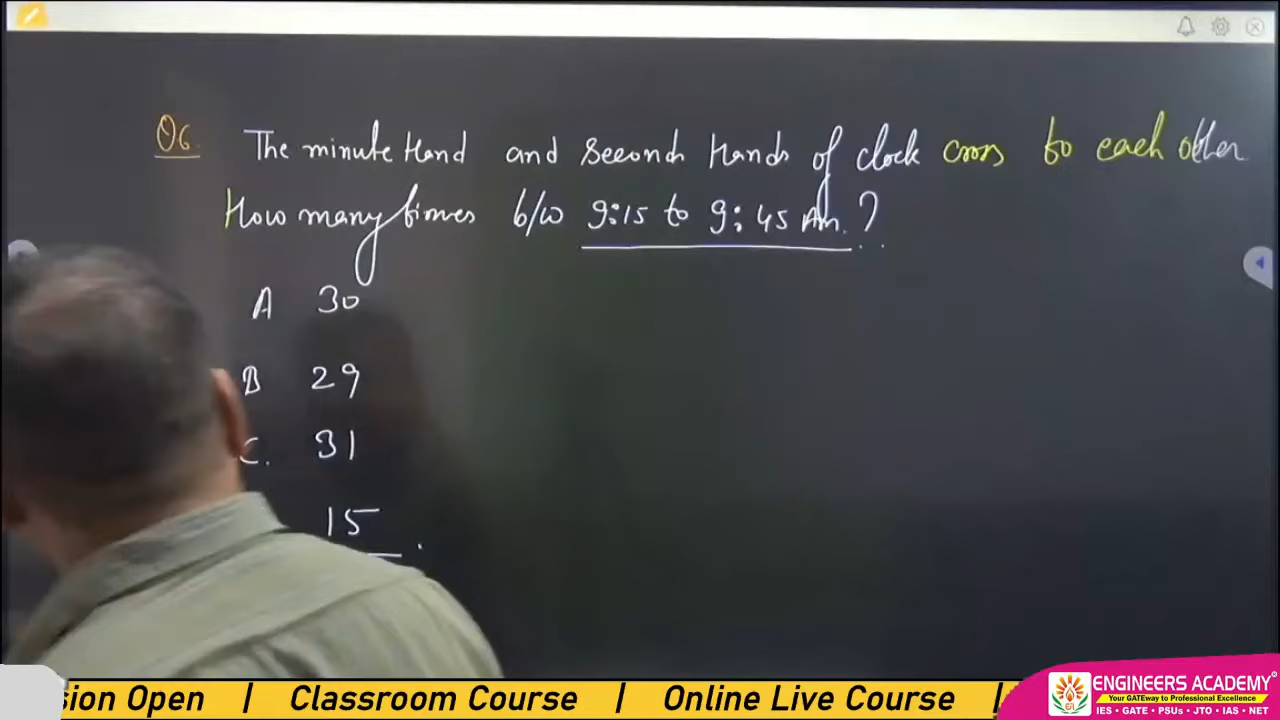 Q6. The minute Hand and Second Hands of clock cross to each other
How many times b/w 9:15 to 9:45 Am. ?
A 30
B 29
C. 31
15
sion Open | Classroom Course | Online Live Course |
ENGINEERS ACADEMY
Your GATEway to Professional Excellence
IES • GATE • PSUs • JTO • IAS • NET